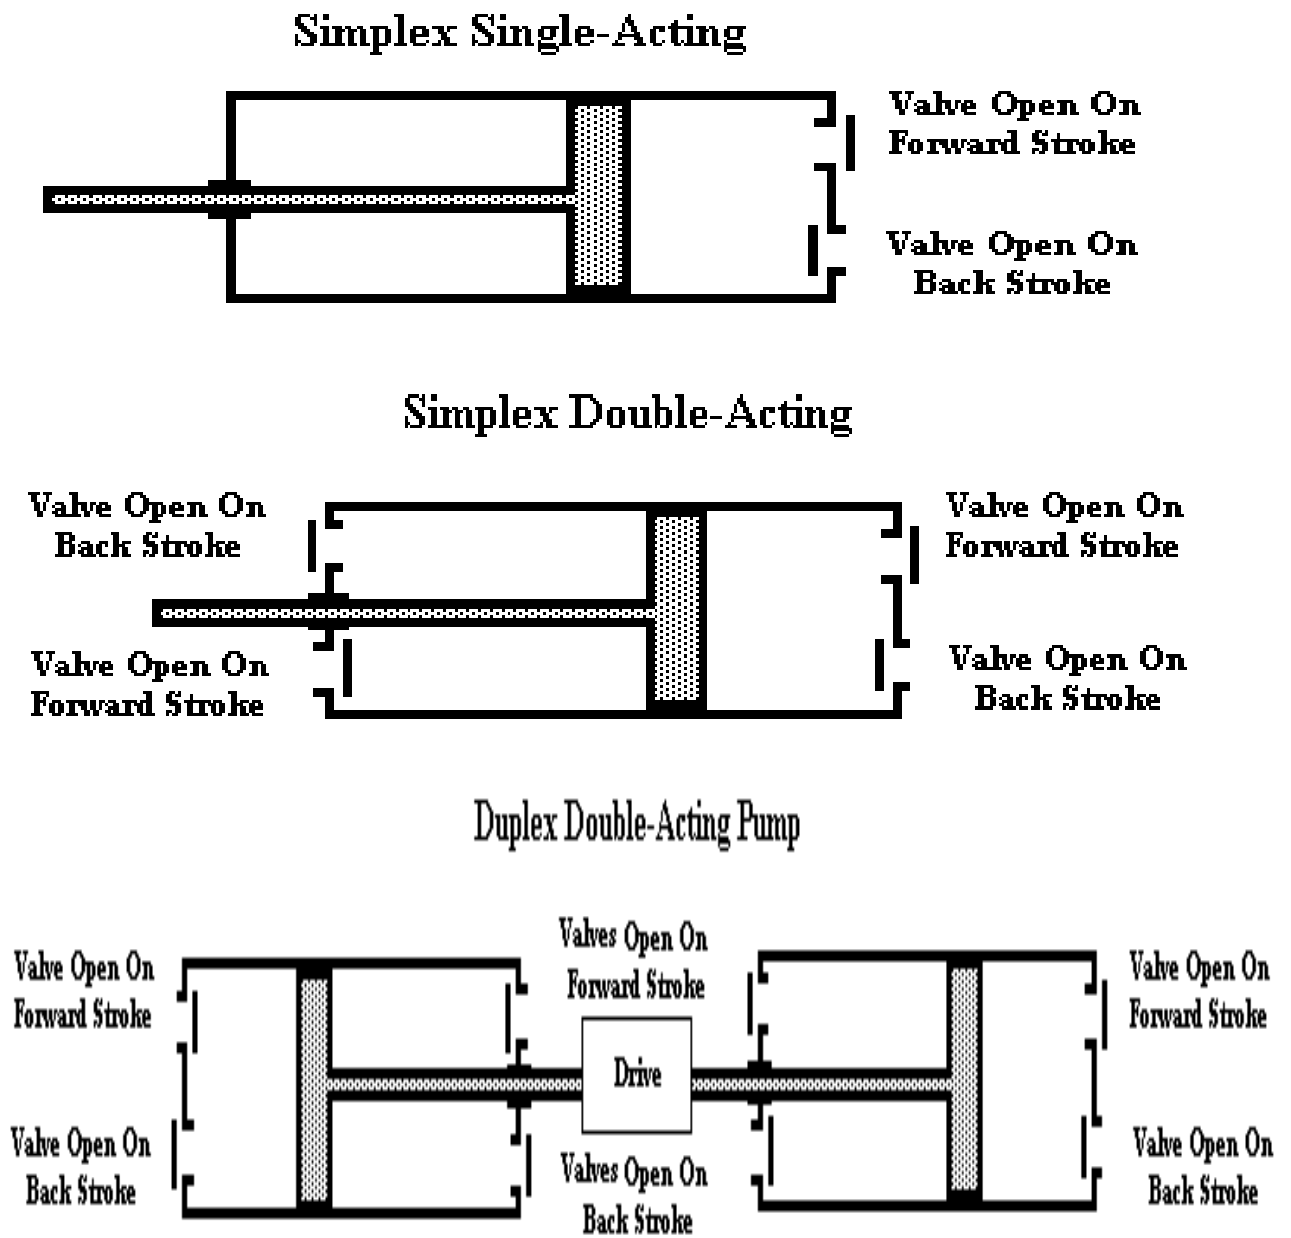 Simplex Single-Acting
Valve Open On
Forward Stroke
Valve Open On
Back Stroke
Simplex Double-Acting
Valve Open On
Back Stroke
Valve Open On
Forward Stroke
Valve Open On
Forward Stroke
Valve Open On
Back Stroke
Duplex Double-Acting Pump
Valve Open On
Forward Stroke
Valves Open On
Forward Stroke
Valve Open On
Forward Stroke
Drive
Valve Open On
Back Stroke
Valves Open On
Back Stroke
Valve Open On
Back Stroke